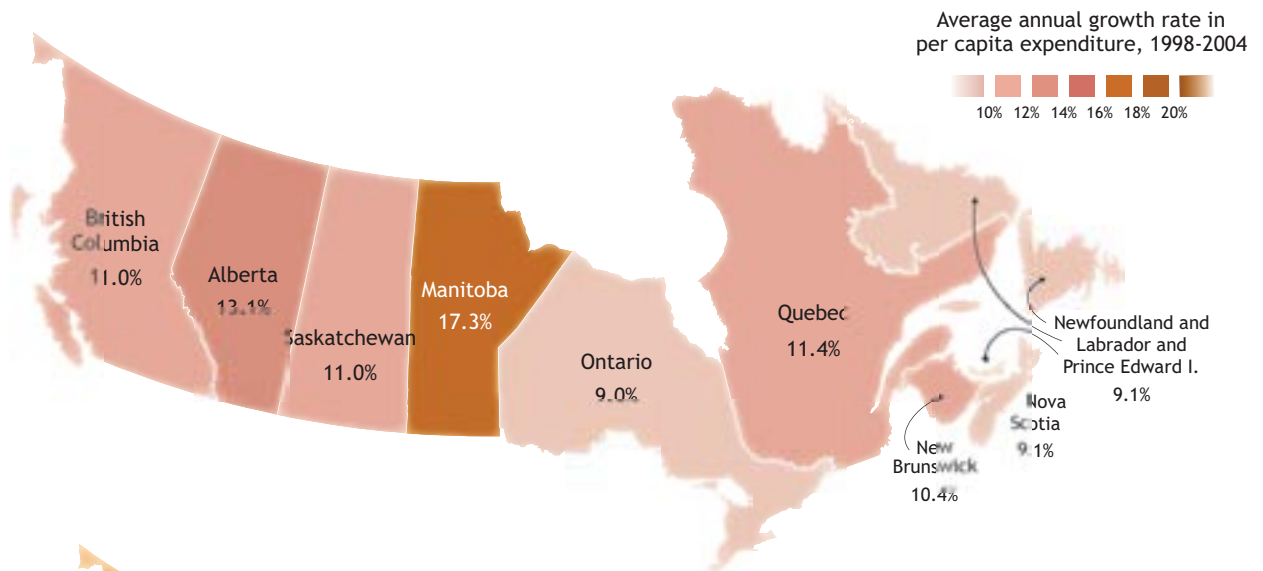 Average annual growth rate in
per capita expenditure, 1998-2004
10% 12% 14% 16% 18% 20%
British
Columbia
11.0%
Alberta
13.1%
Saskatchewan
11.0%
Manitoba
17.3%
Ontario
9.0%
Quebec
11.4%
Newfoundland and
Labrador and
Prince Edward I.
9.1%
Nova
Scotia
9.1%
New
Brunswick
10.4%